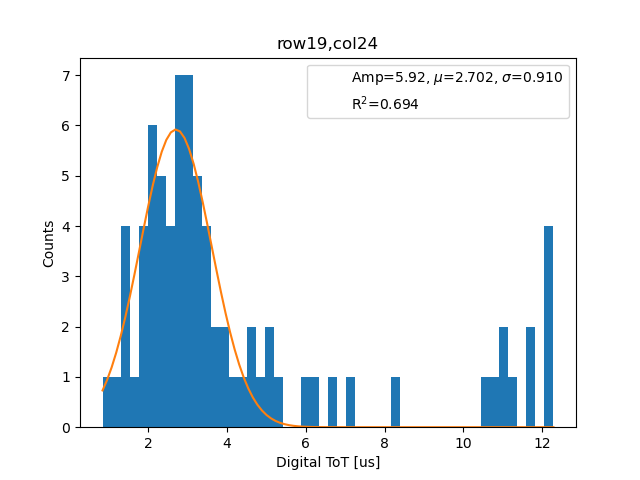 row19,col24
Amp=5.92, μ=2.702, σ=0.910
R²=0.694
7
6
5
4
3
2
1
0
Counts
2 4 6 8 10 12
Digital ToT [us]